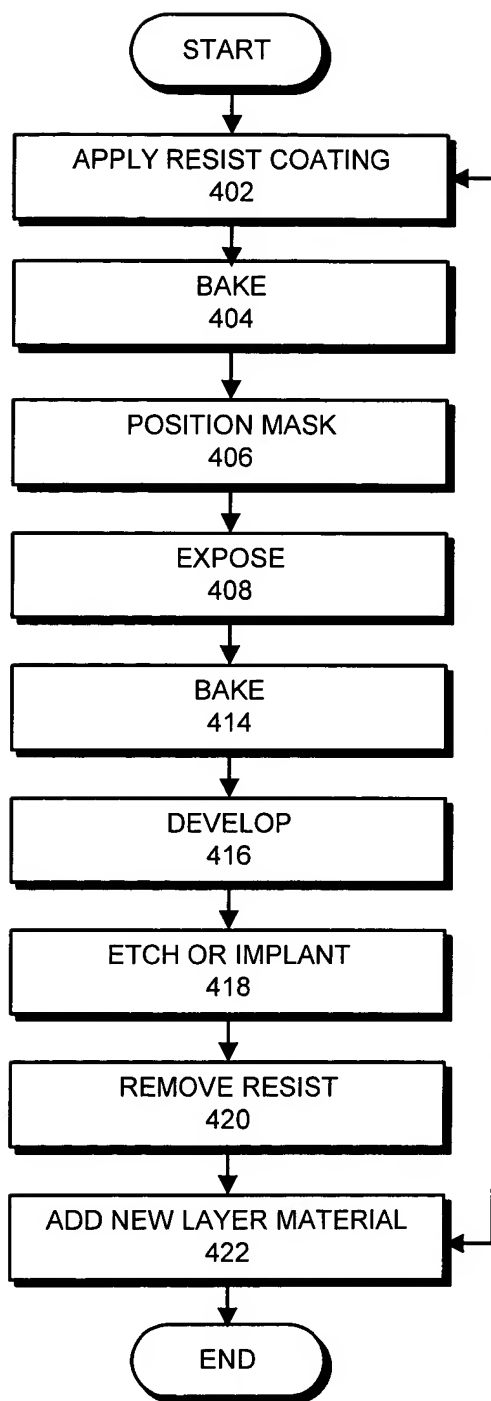 START
APPLY RESIST COATING
402
BAKE
404
POSITION MASK
406
EXPOSE
408
BAKE
414
DEVELOP
416
ETCH OR IMPLANT
418
REMOVE RESIST
420
ADD NEW LAYER MATERIAL
422
END